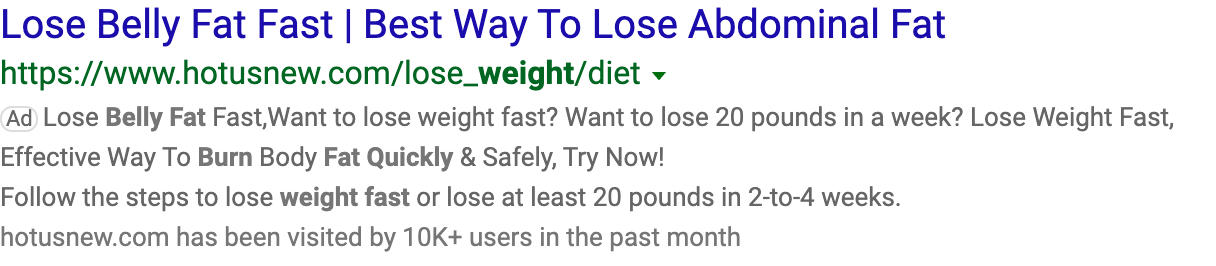 Lose Belly Fat Fast | Best Way To Lose Abdominal Fat
https://www.hotusnew.com/lose_weight/diet
Ad Lose Belly Fat Fast,Want to lose weight fast? Want to lose 20 pounds in a week? Lose Weight Fast,
Effective Way To Burn Body Fat Quickly & Safely, Try Now!
Follow the steps to lose weight fast or lose at least 20 pounds in 2-to-4 weeks.
hotusnew.com has been visited by 10K+ users in the past month